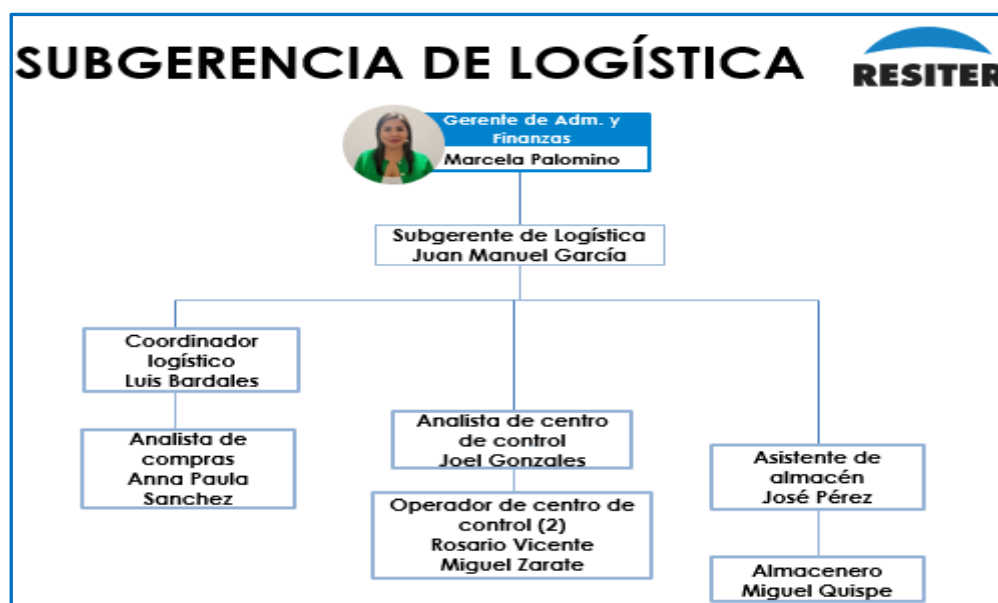 SUBGERENCIA DE LOGÍSTICA
RESITER
Gerente de Adm. y
Finanzas
Marcela Palomino
Subgerente de Logística
Juan Manuel García
Coordinador
logístico
Luis Bardales
Analista de
compras
Anna Paula
Sanchez
Analista de centro
de control
Joel Gonzales
Operador de centro de
control (2)
Rosario Vicente
Miguel Zarate
Asistente de
almacén
José Pérez
Almacenero
Miguel Quispe